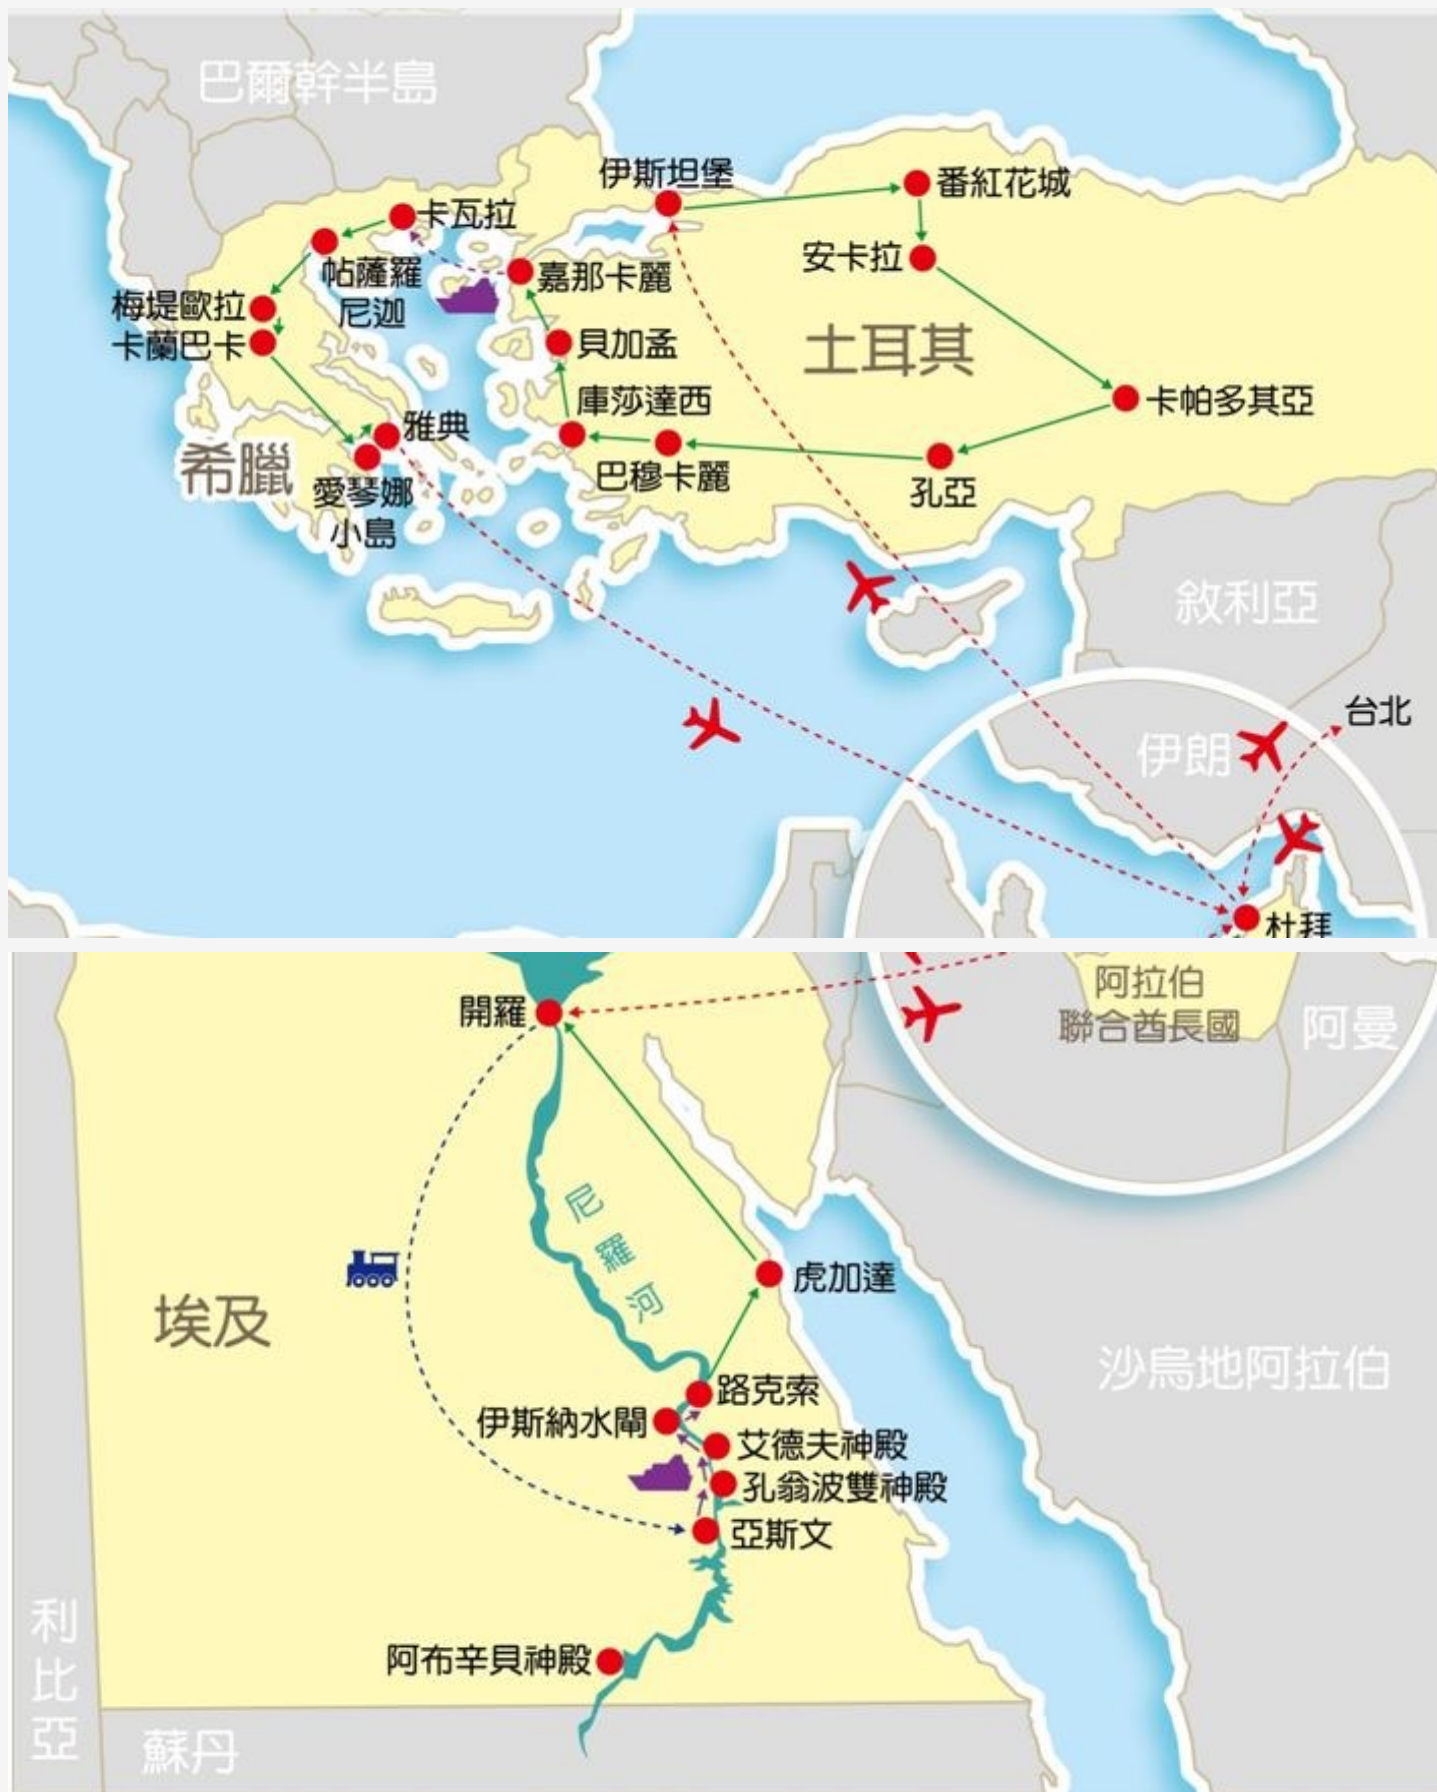 巴爾幹半島
伊斯坦堡
番紅花城
卡瓦拉
安卡拉
帖薩羅
尼迦
嘉那卡麗
梅堤歐拉
卡蘭巴卡
貝加孟
土耳其
庫莎達西
卡帕多其亞
雅典
希臘
巴穆卡麗
孔亞
愛琴娜
小島
敘利亞
台北
伊朗
杜拜
開羅
阿拉伯
聯合酋長國
阿曼
尼羅河
虎加達
埃及
沙烏地阿拉伯
路克索
伊斯納水閘
艾德夫神殿
孔翁波雙神殿
亞斯文
利比亞
阿布辛貝神殿
蘇丹